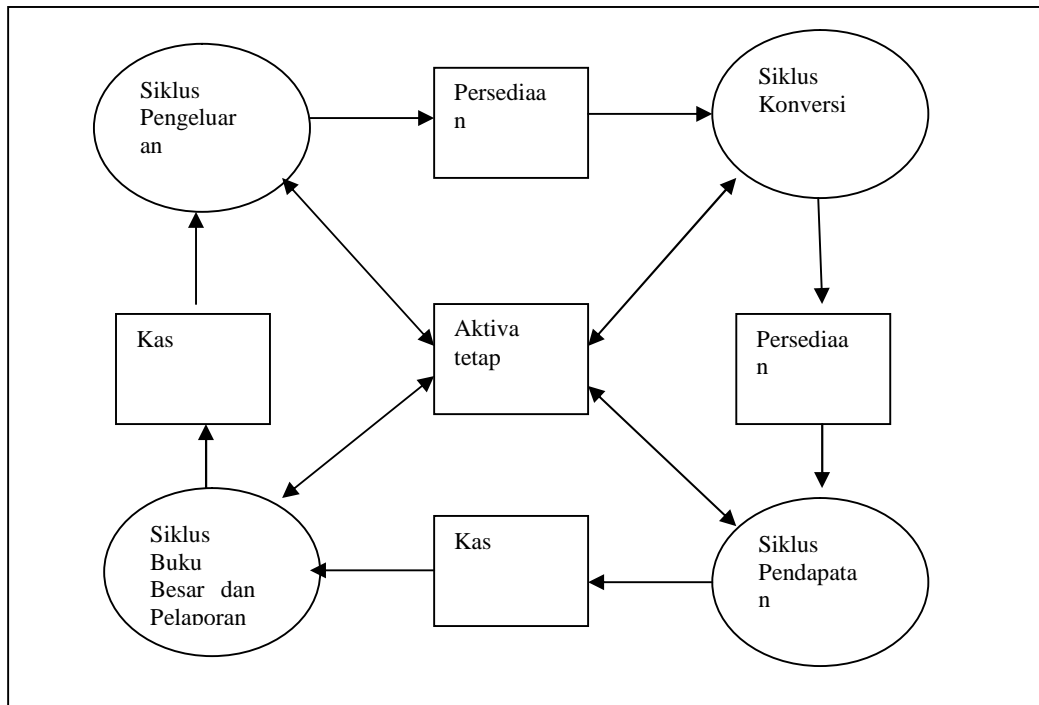 Siklus
Pengeluar
an
Persediaa
n
Siklus
Konversi
Kas
Aktiva
tetap
Persediaa
n
Siklus
Buku
Besar dan
Pelaporan
Kas
Siklus
Pendapata
n